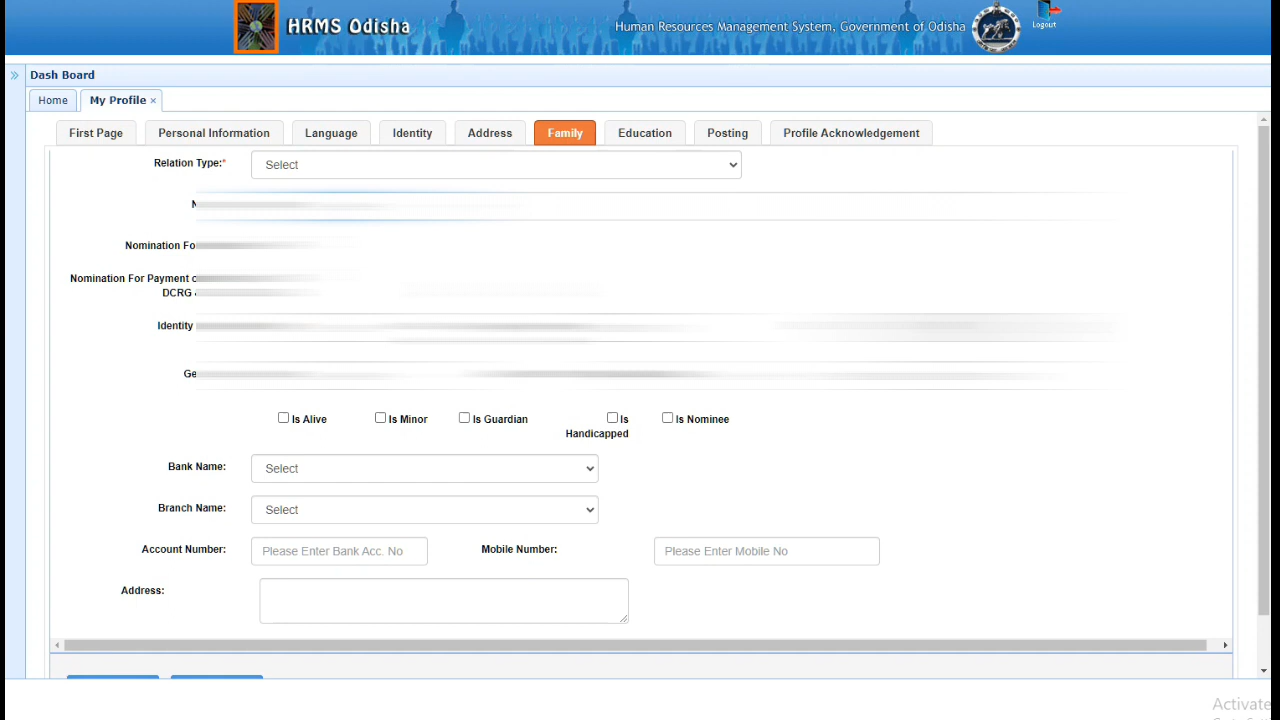 HRMS Odisha
Human Resources Management System, Government of Odisha
Logout
Dash Board
Home My Profile ×
First Page Personal Information Language Identity Address Family Education Posting Profile Acknowledgement
Relation Type:* Select
Nomination
Nomination For Payment
DCRG
Identity
Is Alive Is Minor Is Guardian Is Handicapped Is Nominee
Bank Name: Select
Branch Name: Select
Account Number: Please Enter Bank Acc. No Mobile Number: Please Enter Mobile No
Address:
Activate